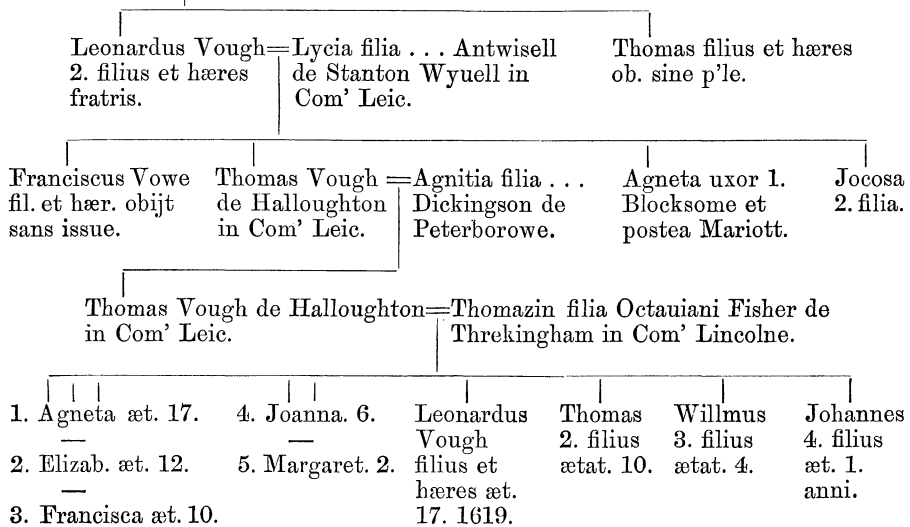 Leonardus Vough=Lycia filia . . . Antwisell
2. filius et hæres
fratris.
de Stanton Wyuell in
Com' Leic.
Thomas filius et hæres
ob. sine p'le.
Franciscus Vowe
fil. et hær. obijt
sans issue.
Thomas Vough
de Halloughton
in Com' Leic.
=Agnitia filia . . .
Dickingson de
Peterborowe.
Agneta uxor 1.
Blocksome et
postea Mariott.
Jocosa
2. filia.
Thomas Vough de Halloughton=Thomazin filia Octauiani Fisher de
in Com' Leic.
Threkingham in Com' Lincolne.
1. Agneta æt. 17.
2. Elizab. æt. 12.
3. Francisca æt. 10.
4. Joanna. 6.
5. Margaret. 2.
Leonardus
Vough
filius et
hæres æt.
17. 1619.
Thomas
2. filius
ætat. 10.
Willmus
3. filius
ætat. 4.
Johannes
4. filius
æt. 1.
anni.